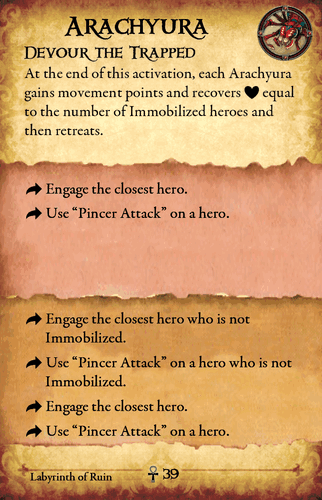 Arachyura
Devour the Trapped
At the end of this activation, each Arachyura
gains movement points and recovers ♥ equal
to the number of Immobilized heroes and
then retreats.
Engage the closest hero.
Use “Pincer Attack” on a hero.
Engage the closest hero who is not
Immobilized.
Use “Pincer Attack” on a hero who is not
Immobilized.
Engage the closest hero.
Use “Pincer Attack” on a hero.
Labyrinth of Ruin
☥ 39